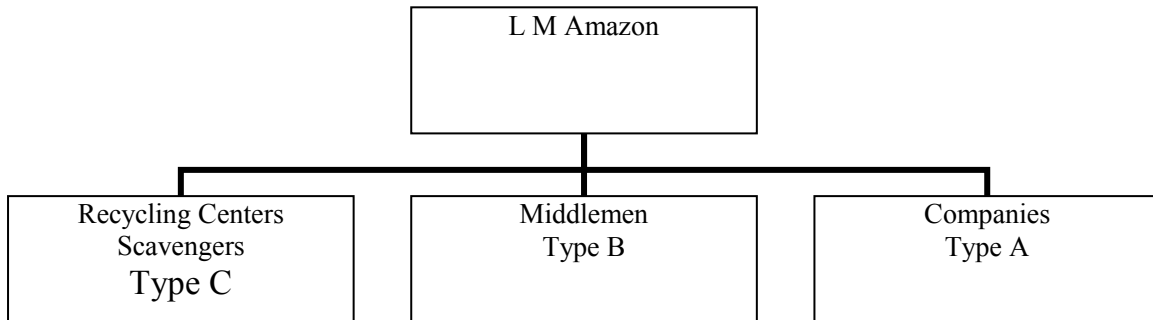 L M Amazon
Recycling Centers
Scavengers
Type C
Middlemen
Type B
Companies
Type A